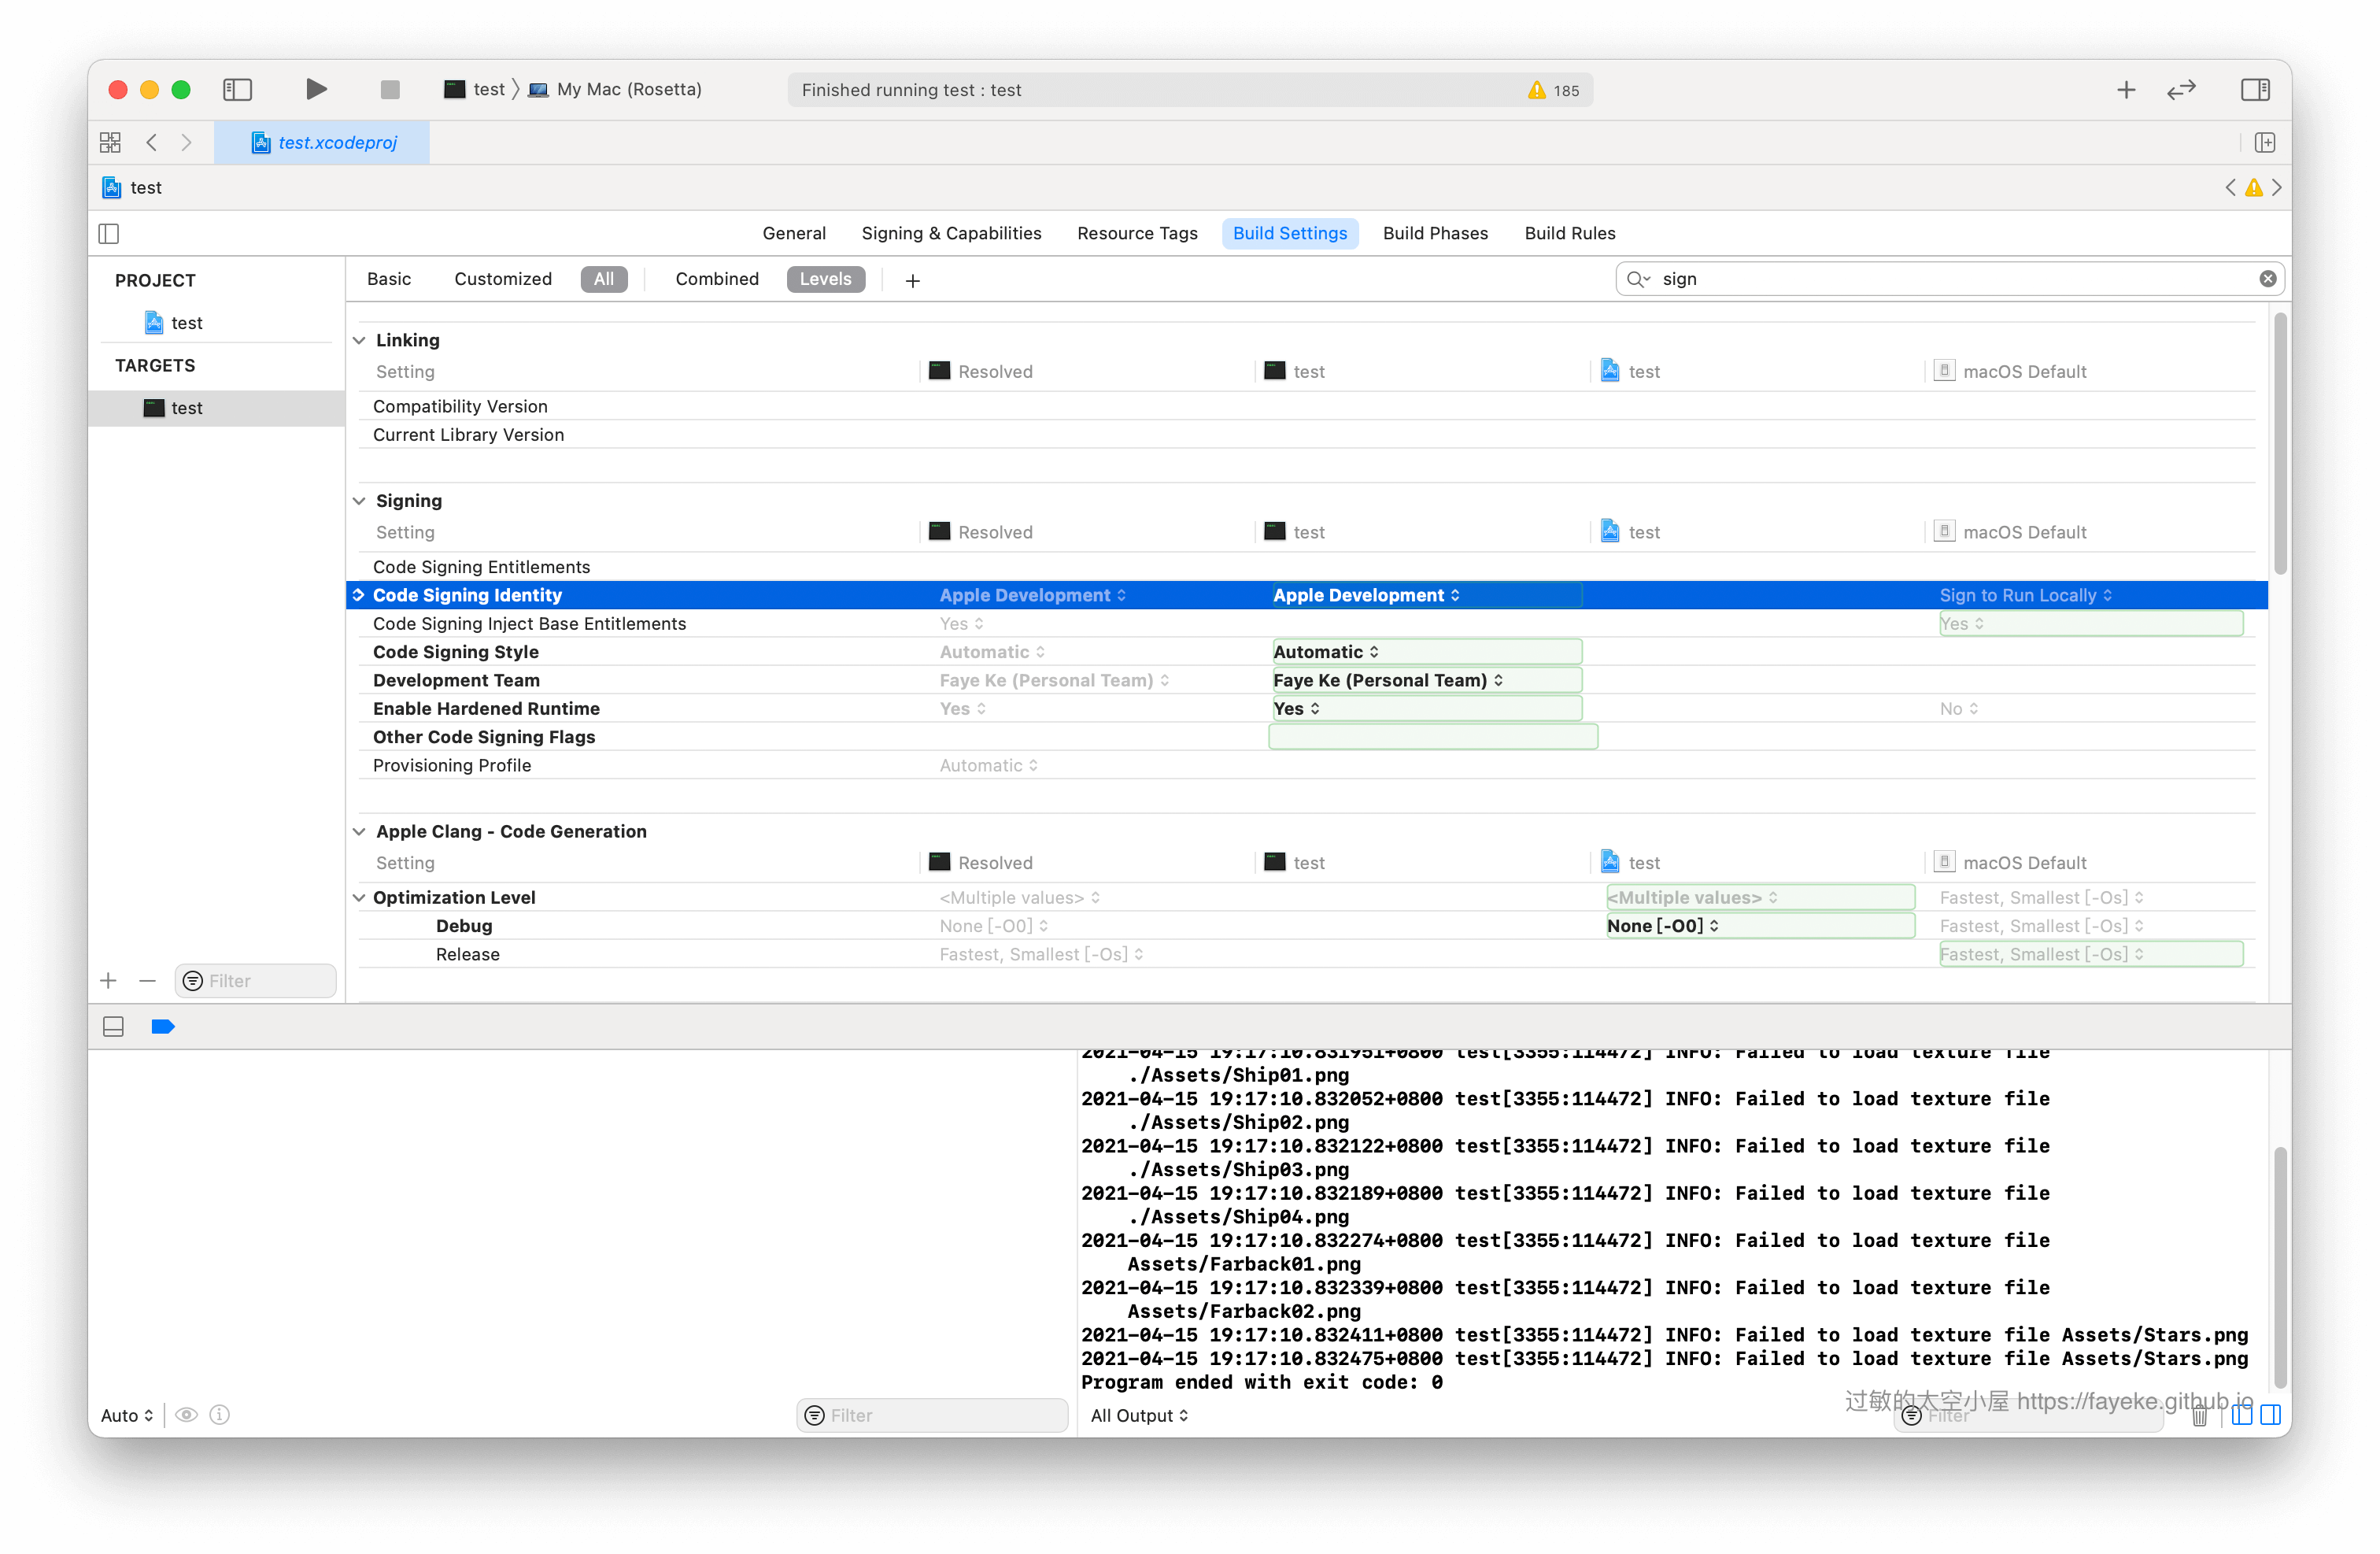 test 〉 My Mac (Rosetta)
Finished running test : test
185
test.xcodeproj
test
General Signing & Capabilities Resource Tags Build Settings Build Phases Build Rules
PROJECT
test
TARGETS
test
Filter
Basic Customized All Combined Levels
sign
Linking
Setting Resolved test test macOS Default
Compatibility Version
Current Library Version
Signing
Setting Resolved test test macOS Default
Code Signing Entitlements
Code Signing Identity Apple Development Apple Development Sign to Run Locally
Code Signing Inject Base Entitlements Yes Yes
Code Signing Style Automatic Automatic
Development Team Faye Ke (Personal Team) Faye Ke (Personal Team)
Enable Hardened Runtime Yes Yes No
Other Code Signing Flags
Provisioning Profile Automatic
Apple Clang - Code Generation
Setting Resolved test test macOS Default
Optimization Level <Multiple values> <Multiple values> Fastest, Smallest [-Os]
Debug None [-O0] None [-O0] Fastest, Smallest [-Os]
Release Fastest, Smallest [-Os] Fastest, Smallest [-Os]
2021-04-15 19:17:10.831951+0800 test[3355:114472] INFO: Failed to load texture file
./Assets/Ship01.png
2021-04-15 19:17:10.832052+0800 test[3355:114472] INFO: Failed to load texture file
./Assets/Ship02.png
2021-04-15 19:17:10.832122+0800 test[3355:114472] INFO: Failed to load texture file
./Assets/Ship03.png
2021-04-15 19:17:10.832189+0800 test[3355:114472] INFO: Failed to load texture file
./Assets/Ship04.png
2021-04-15 19:17:10.832274+0800 test[3355:114472] INFO: Failed to load texture file
Assets/Farback01.png
2021-04-15 19:17:10.832339+0800 test[3355:114472] INFO: Failed to load texture file
Assets/Farback02.png
2021-04-15 19:17:10.832411+0800 test[3355:114472] INFO: Failed to load texture file Assets/Stars.png
2021-04-15 19:17:10.832475+0800 test[3355:114472] INFO: Failed to load texture file Assets/Stars.png
Program ended with exit code: 0
过敏的太空小屋 https://fayeke.github.io
Auto Filter All Output Filter